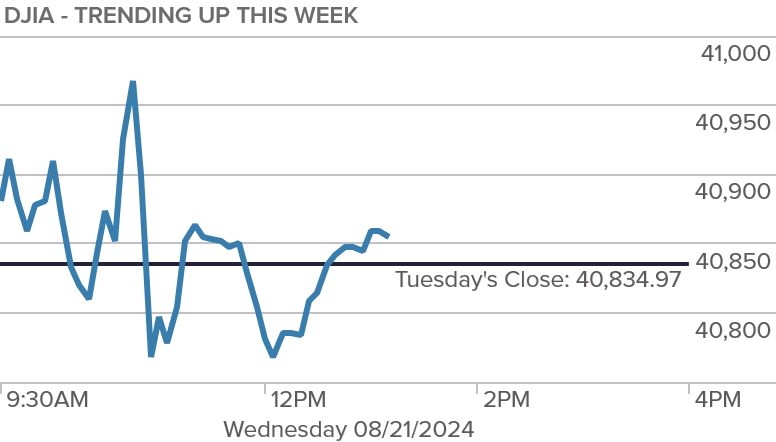 DJIA - TRENDING UP THIS WEEK
41,000
40,950
40,900
40,850
Tuesday's Close: 40,834.97
40,800
9:30AM 12PM 2PM 4PM
Wednesday 08/21/2024